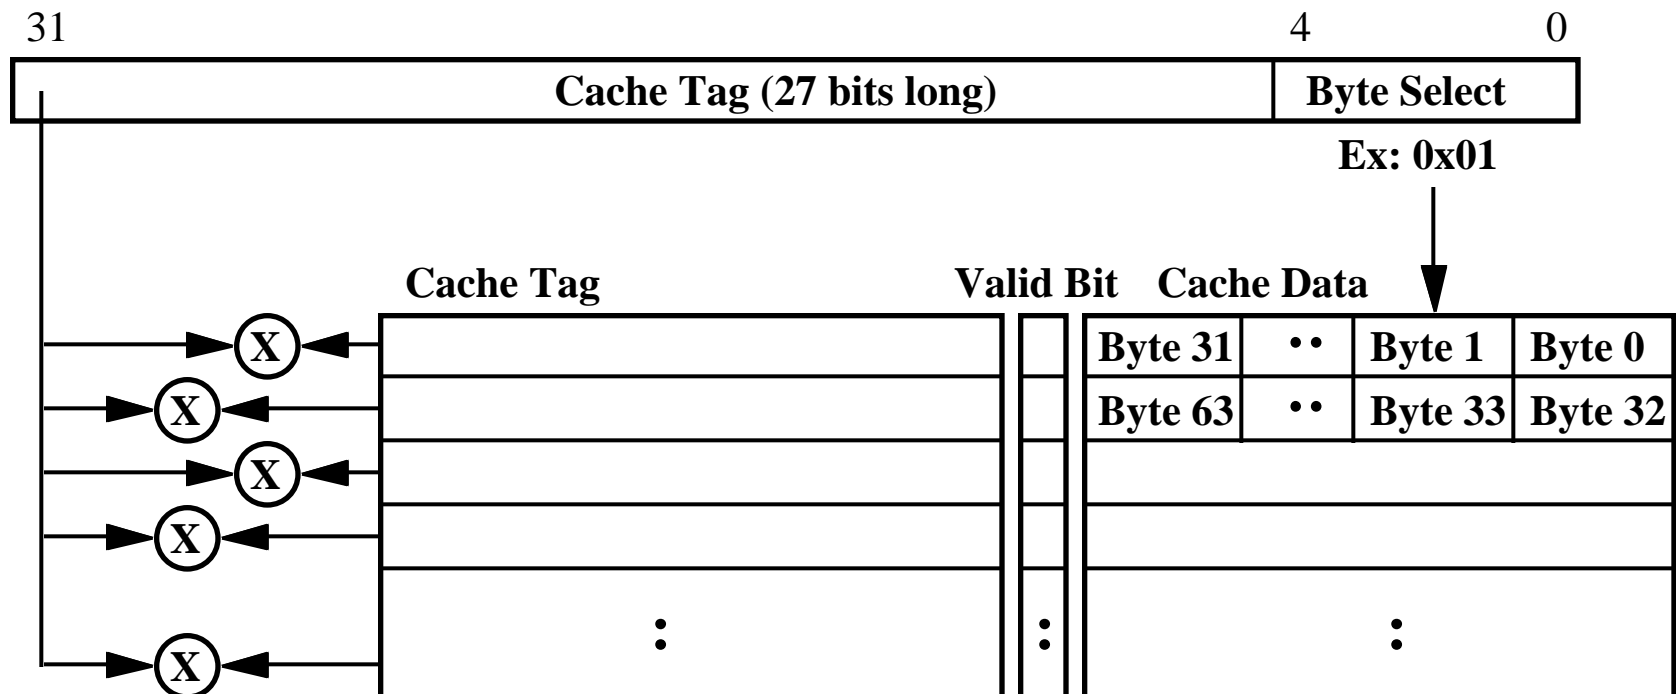 31 4 0
Cache Tag (27 bits long) Byte Select
Ex: 0x01
Cache Tag Valid Bit Cache Data
X Byte 31 ·· Byte 1 Byte 0
X Byte 63 ·· Byte 33 Byte 32
X
X
: : :
X